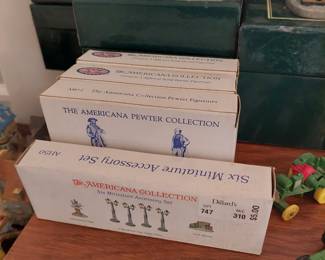 THE AMERICANA COLLECTION
The Americana Collection Pewter Figurines
THE AMERICANA PEWTER COLLECTION
Six Miniature Accessory Set
A1150
The AMERICANA COLLECTION
Six Miniature Accessory Set
Dillard's
747
310
$5.00